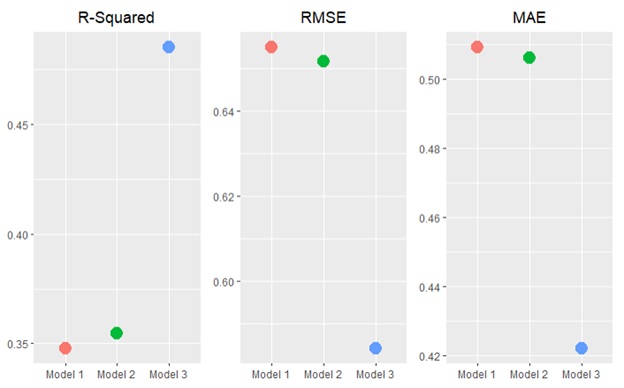 R-Squared
0.45
0.40
0.35
Model 1 Model 2 Model 3
RMSE
0.64
0.62
0.60
Model 1 Model 2 Model 3
MAE
0.50
0.48
0.46
0.44
0.42
Model 1 Model 2 Model 3